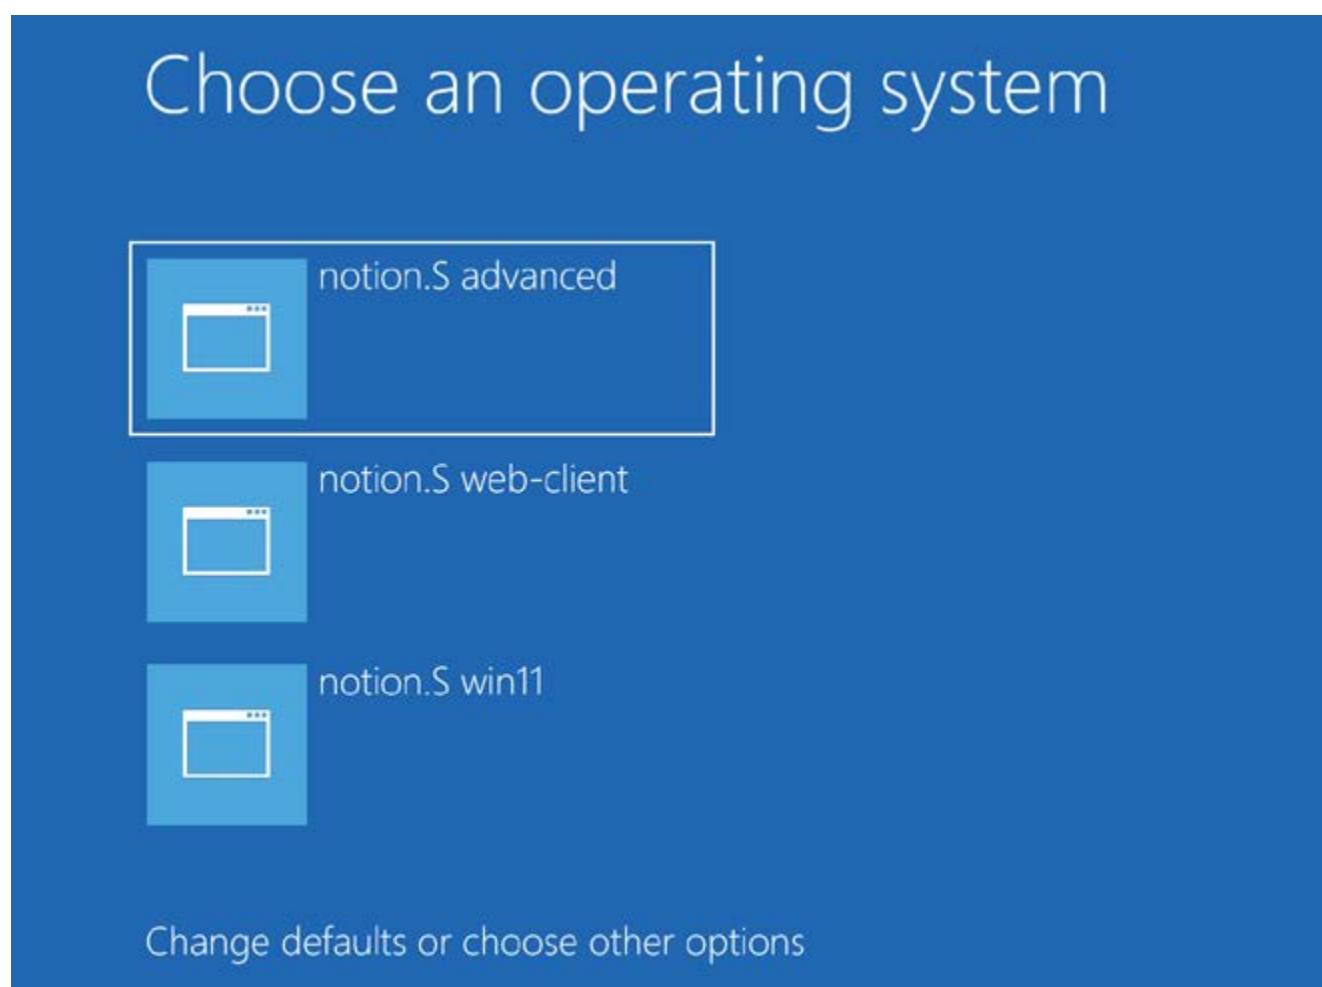 Choose an operating system
notion.S advanced
notion.S web-client
notion.S win11
Change defaults or choose other options